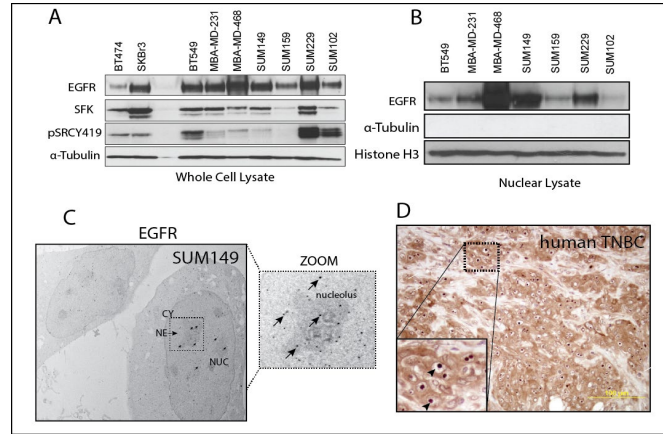 A
BT474
SKBr3
BT549
MBA-MD-231
MBA-MD-468
SUM149
SUM159
SUM229
SUM102
EGFR
SFK
pSRCY419
α-Tubulin
Whole Cell Lysate
B
BT549
MBA-MD-231
MBA-MD-468
SUM149
SUM159
SUM229
SUM102
EGFR
α-Tubulin
Histone H3
Nuclear Lysate
C
EGFR
SUM149
CY
NE
NUC
ZOOM
nucleolus
D
human TNBC